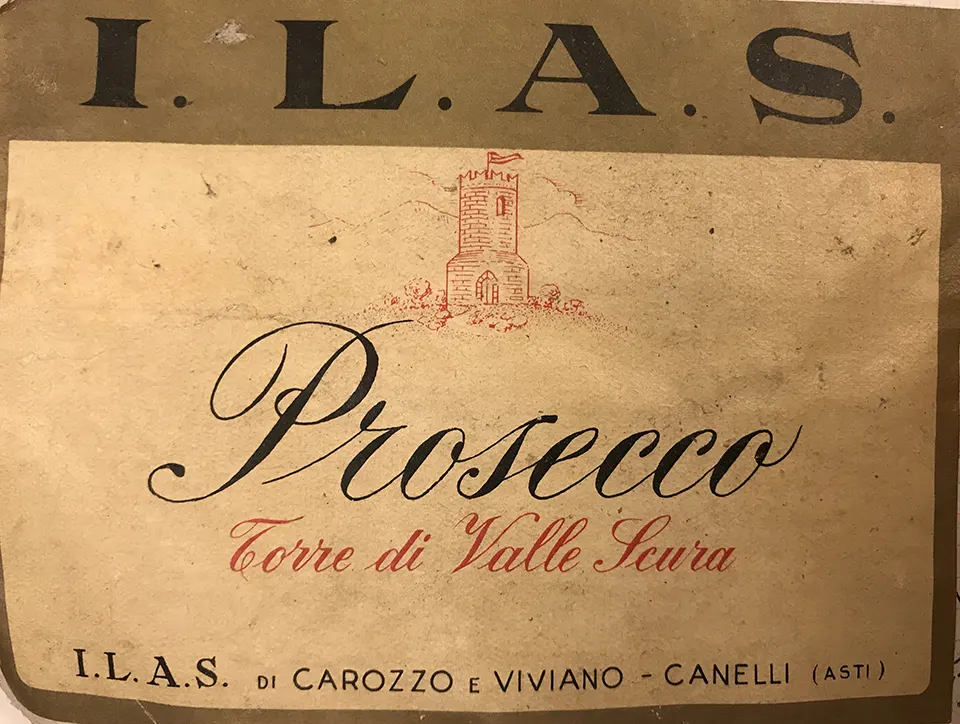 I.L.A.S.
Prosecco
Torre di Valle Scura
I.L.A.S. DI CAROZZO E VIVIANO - CANELLI (ASTI)